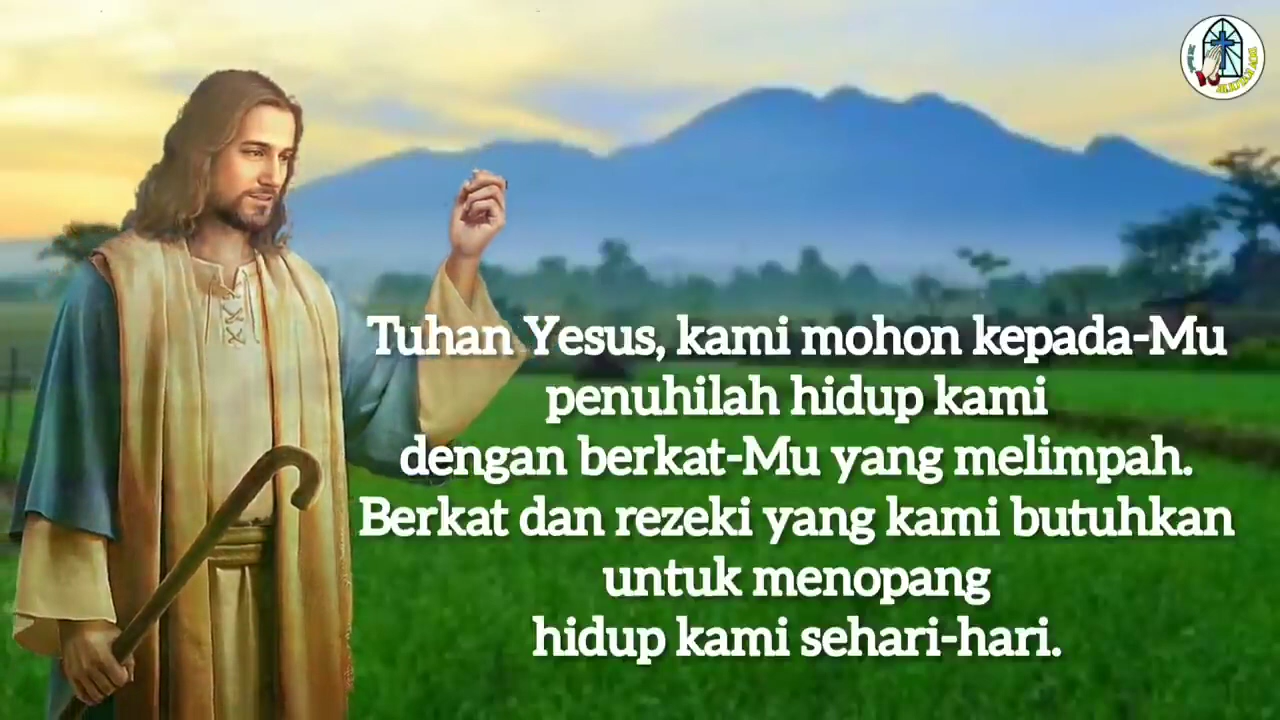 Tuhan Yesus, kami mohon kepada-Mu
penuhilah hidup kami
dengan berkat-Mu yang melimpah.
Berkat dan rezeki yang kami butuhkan
untuk menopang
hidup kami sehari-hari.